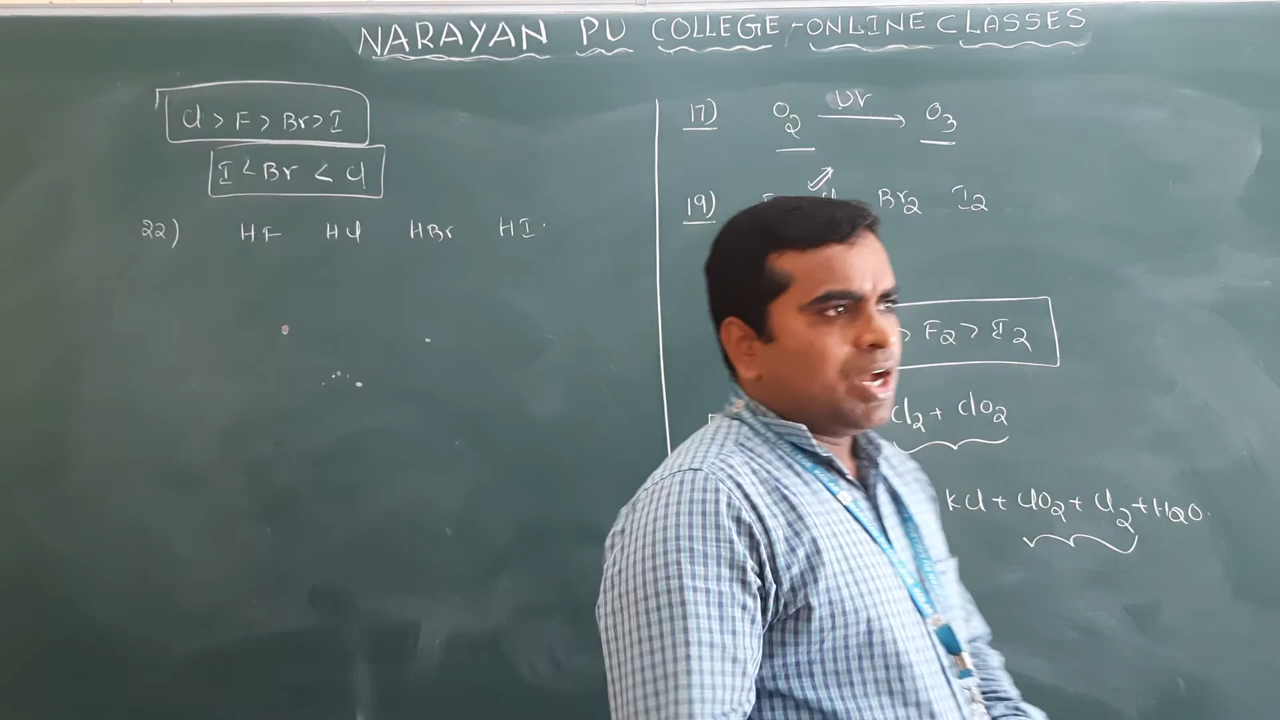 NARAYAN PU COLLEGE-ONLINE CLASSES
Cl > F > Br > I
I < Br < Cl
22) HF HCl HBr HI.
17) O2 UV → O3
19) Br2 I2
> F2 > I2
Cl2 + ClO2
KCl + ClO2 + Cl2 + H2O.